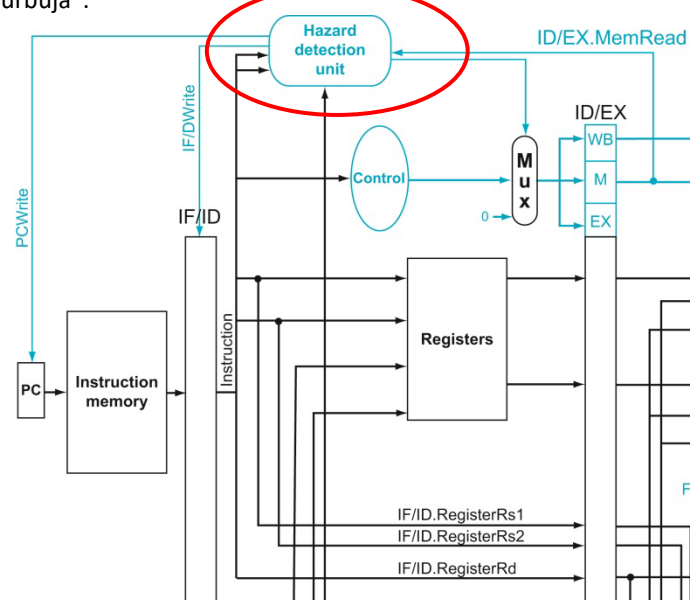 urbuja".
Hazard
detection
unit
ID/EX.MemRead
IF/DWrite
ID/EX
WB
Mux
Control
M
PCWrite
IF/ID
0
EX
Instruction
Registers
PC
Instruction
memory
IF/ID.RegisterRs1
F
IF/ID.RegisterRs2
IF/ID.RegisterRd